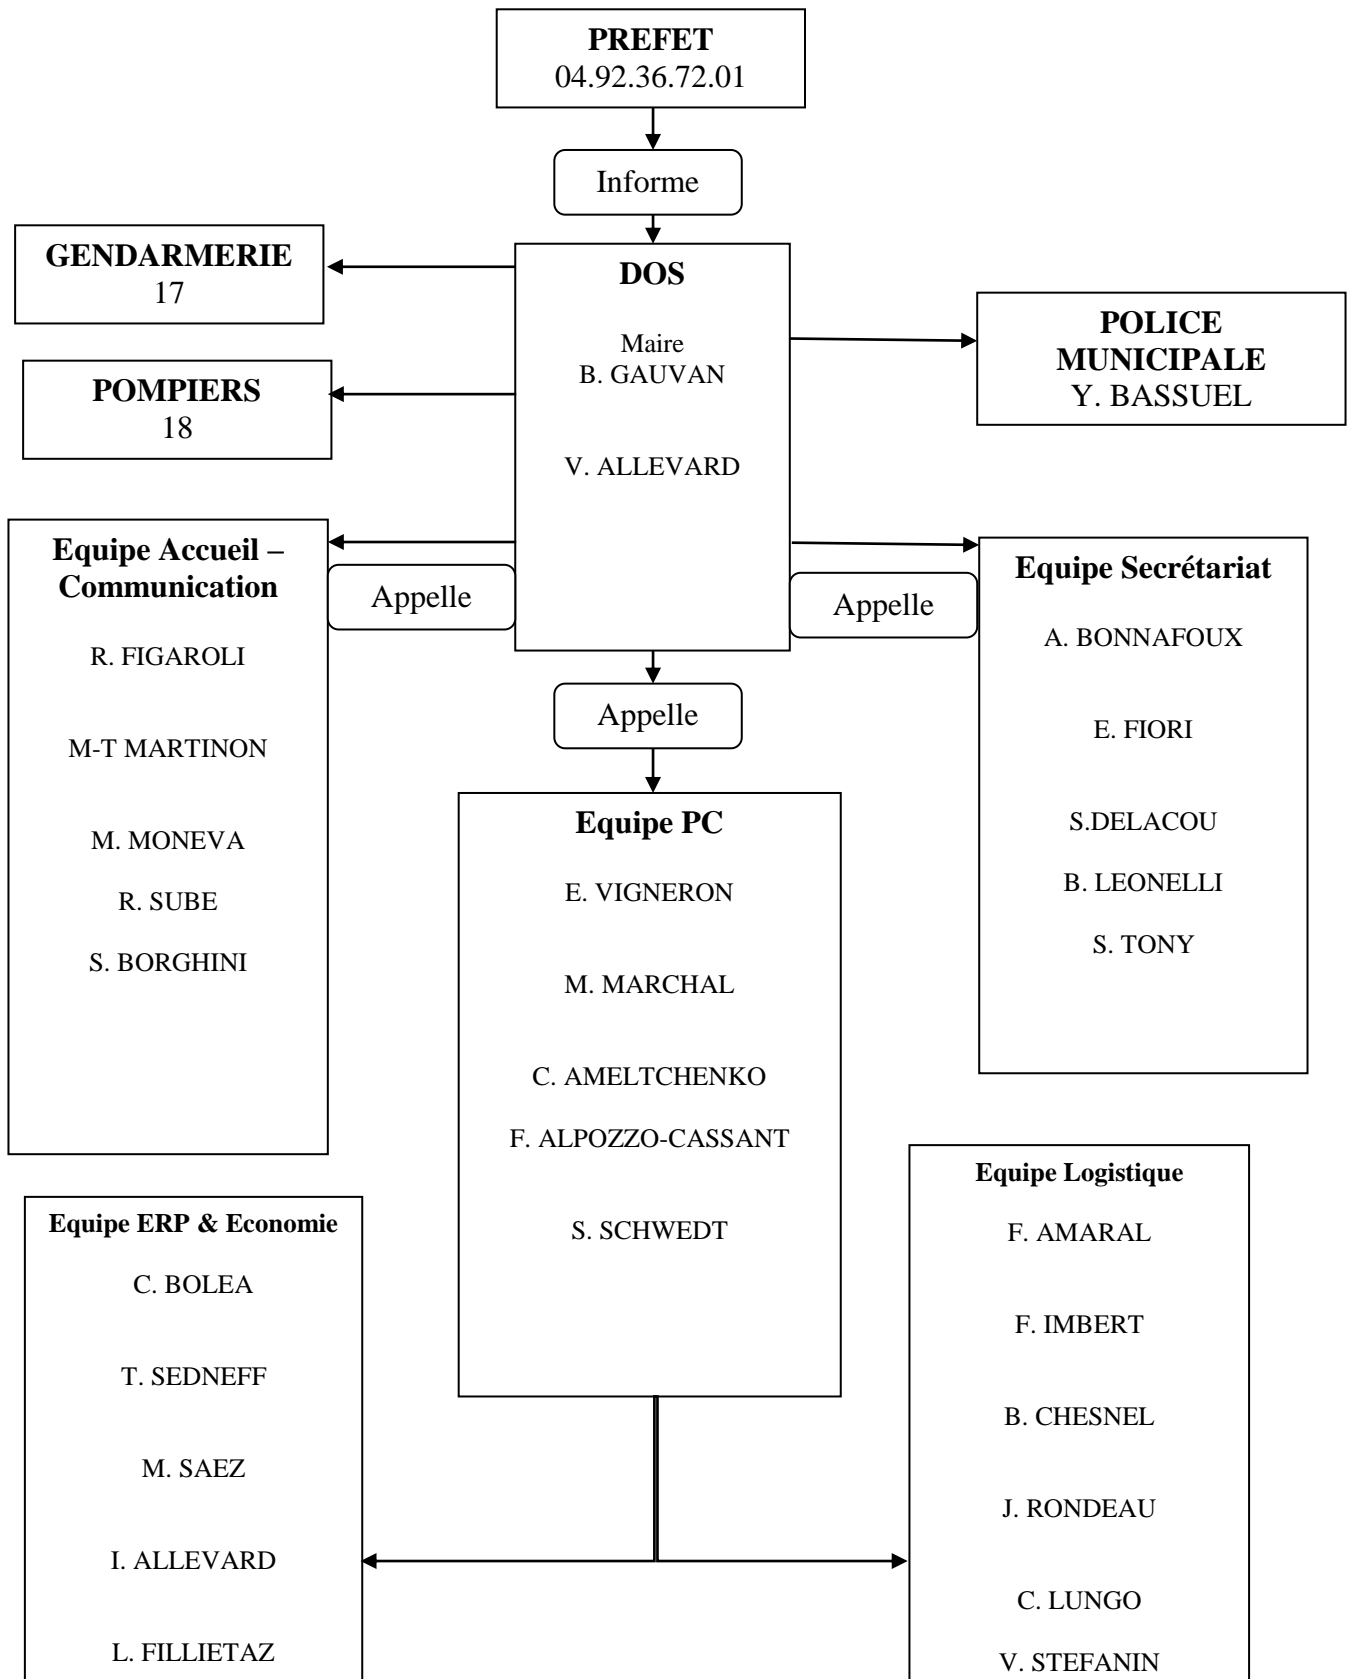 PREFET
04.92.36.72.01
Informe
GENDARMERIE
17
DOS
Maire
B. GAUVAN
V. ALLEVARD
POLICE
MUNICIPALE
Y. BASSUEL
POMPIERS
18
Equipe Accueil –
Communication
R. FIGAROLI
M-T MARTINON
M. MONEVA
R. SUBE
S. BORGHINI
Appelle
Appelle
Equipe Secrétariat
A. BONNAFOUX
E. FIORI
S.DELACOU
B. LEONELLI
S. TONY
Appelle
Equipe PC
E. VIGNERON
M. MARCHAL
C. AMELTCHENKO
F. ALPOZZO-CASSANT
S. SCHWEDT
Equipe ERP & Economie
C. BOLEA
T. SEDNEFF
M. SAEZ
I. ALLEVARD
L. FILLIETAZ
Equipe Logistique
F. AMARAL
F. IMBERT
B. CHESNEL
J. RONDEAU
C. LUNGO
V. STEFANIN